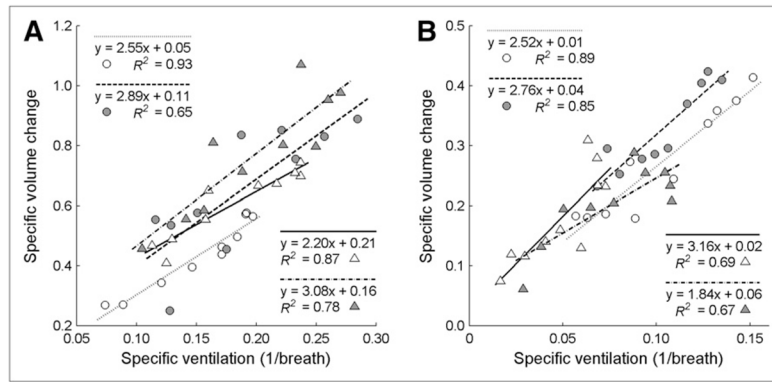 A
1.2
1.0
0.8
0.6
0.4
0.2
Specific volume change
y = 2.55x + 0.05
R² = 0.93
y = 2.89x + 0.11
R² = 0.65
y = 2.20x + 0.21
R² = 0.87
y = 3.08x + 0.16
R² = 0.78
0.05 0.10 0.15 0.20 0.25 0.30
Specific ventilation (1/breath)
B
0.5
0.4
0.3
0.2
0.1
0.0
Specific volume change
y = 2.52x + 0.01
R² = 0.89
y = 2.76x + 0.04
R² = 0.85
y = 3.16x + 0.02
R² = 0.69
y = 1.84x + 0.06
R² = 0.67
0 0.05 0.10 0.15
Specific ventilation (1/breath)